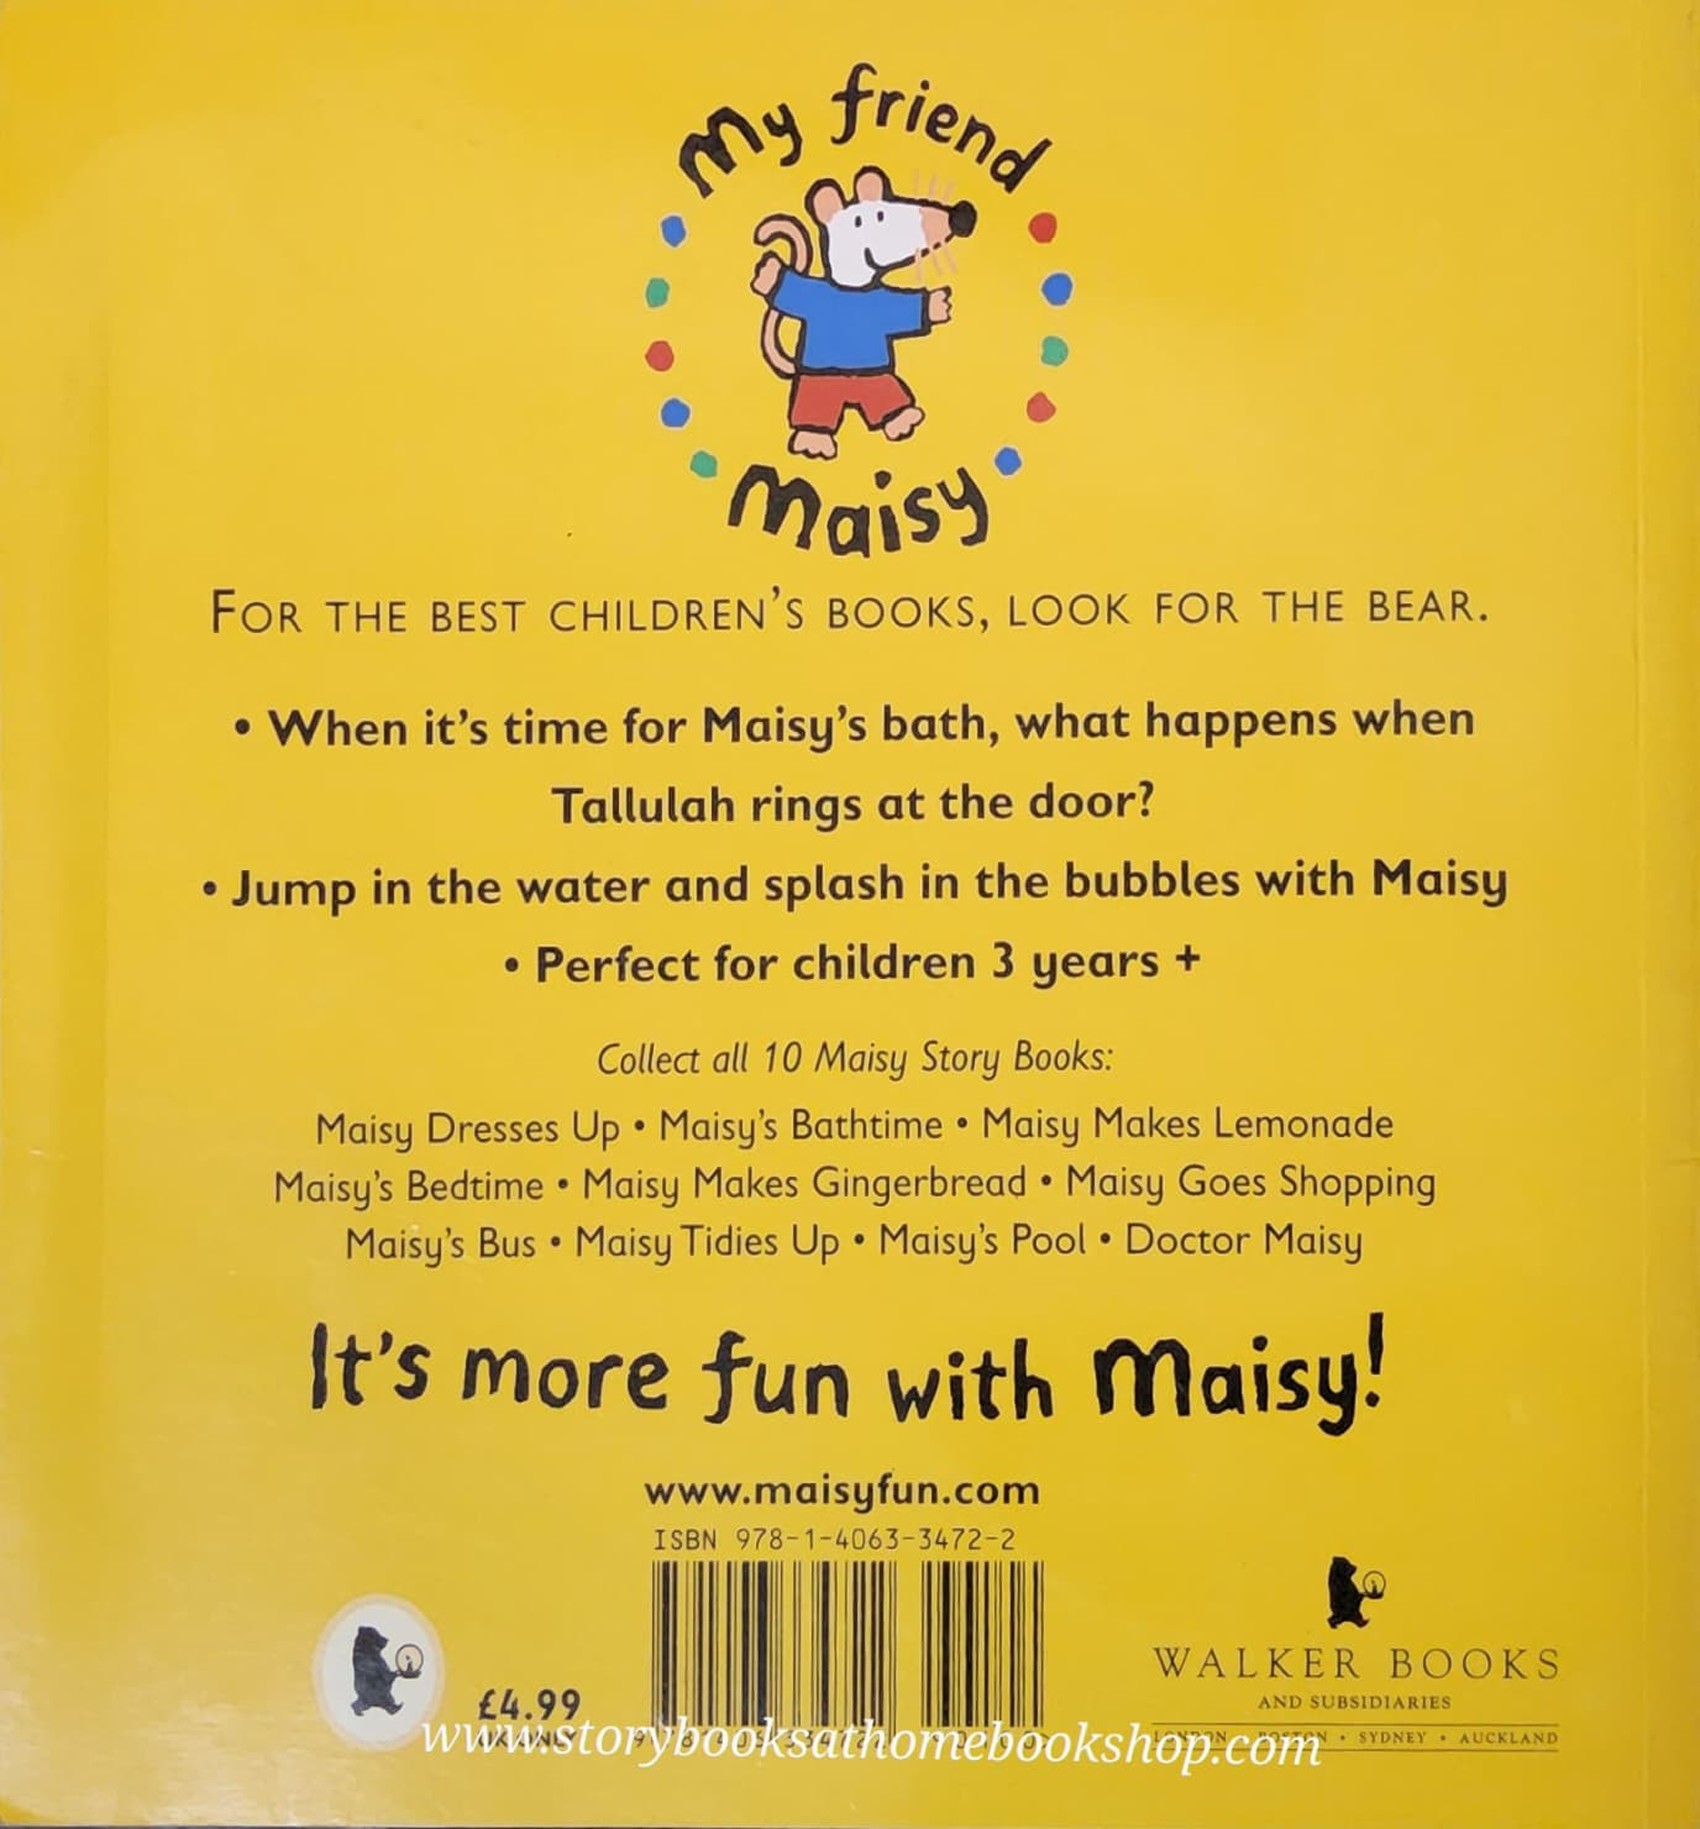 My friend
Maisy
FOR THE BEST CHILDREN'S BOOKS, LOOK FOR THE BEAR.
• When it's time for Maisy's bath, what happens when
Tallulah rings at the door?
• Jump in the water and splash in the bubbles with Maisy
• Perfect for children 3 years +
Collect all 10 Maisy Story Books:
Maisy Dresses Up • Maisy's Bathtime • Maisy Makes Lemonade
Maisy's Bedtime • Maisy Makes Gingerbread • Maisy Goes Shopping
Maisy's Bus • Maisy Tidies Up • Maisy's Pool • Doctor Maisy
It's more fun with Maisy!
www.maisyfun.com
ISBN 978-1-4063-3472-2
£4.99
WALKER BOOKS
AND SUBSIDIARIES
LONDON • BOSTON • SYDNEY • AUCKLAND
www.storybooksathomebookshop.com